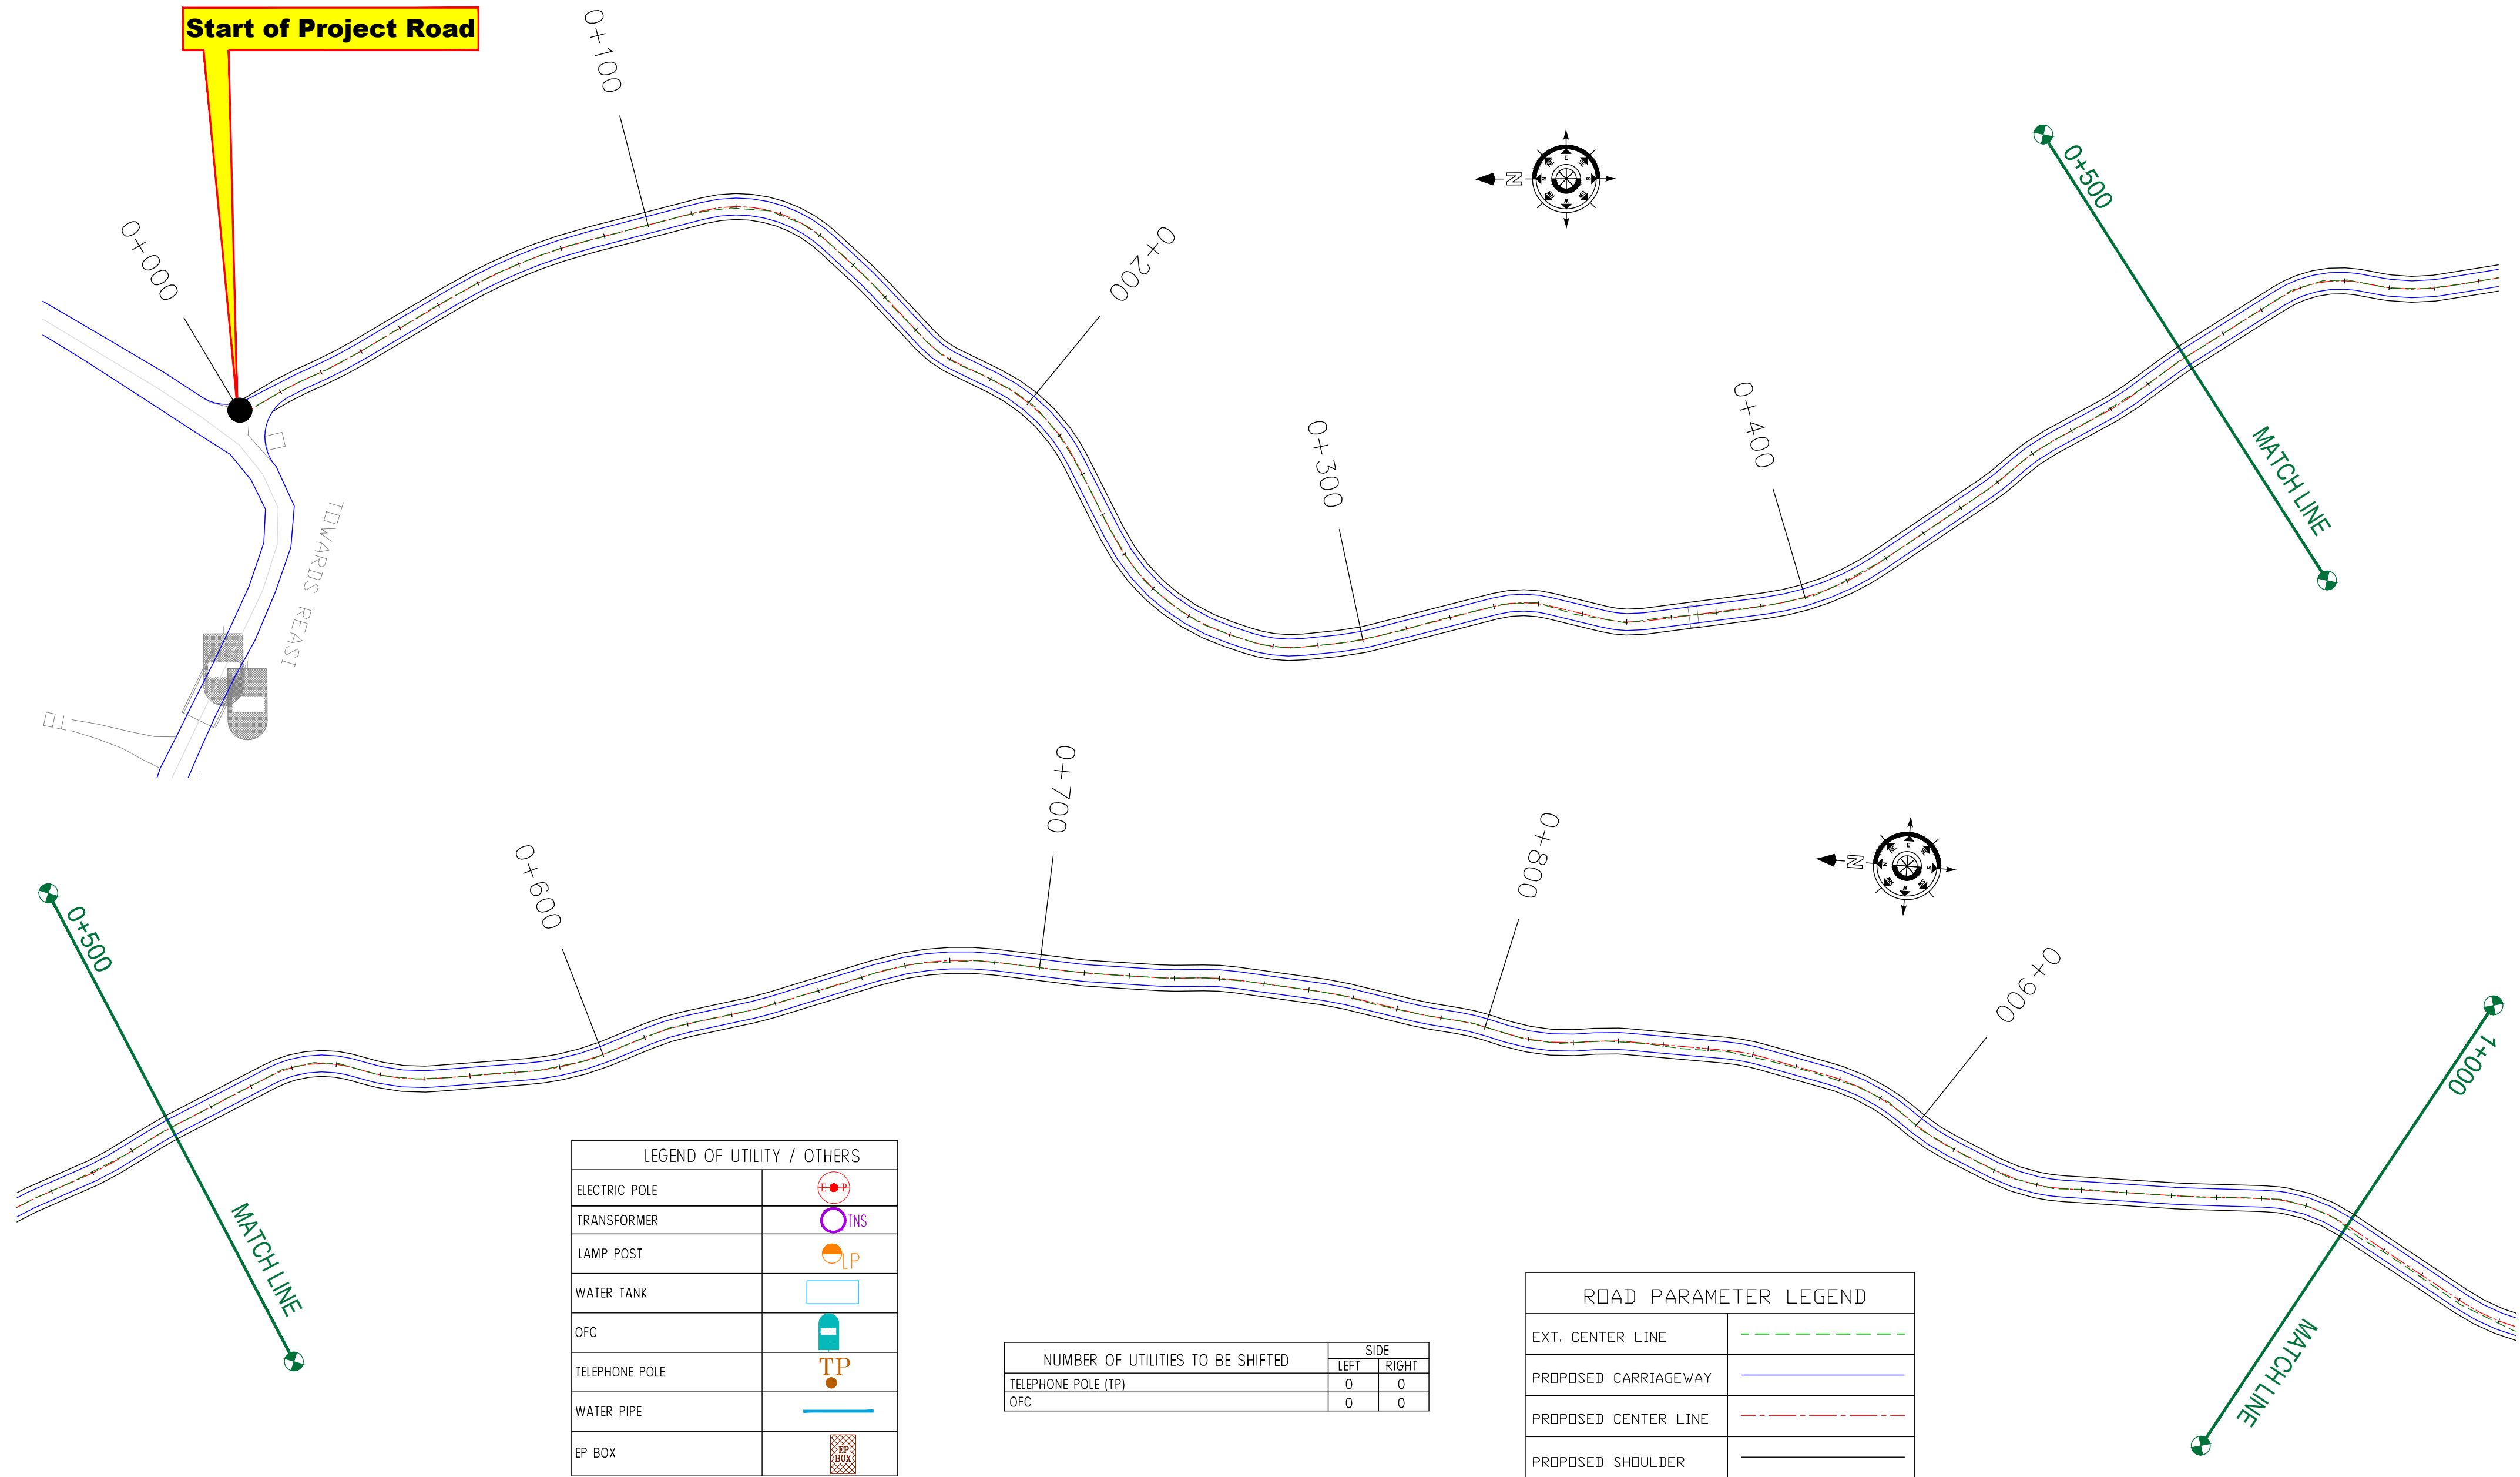 Start of Project Road
0+000
0+100
0+200
0+300
0+400
0+500
MATCH LINE
N
E
S
W
N
TOWARDS REASI
TO
0+500
MATCH LINE
0+600
0+700
0+800
0+900
1+000
MATCH LINE
N
E
S
W
N
LEGEND OF UTILITY / OTHERS
ELECTRIC POLE E P
TRANSFORMER TNS
LAMP POST LP
WATER TANK
OFC
TELEPHONE POLE TP
WATER PIPE
EP BOX EP BOX
NUMBER OF UTILITIES TO BE SHIFTED SIDE
LEFT RIGHT
TELEPHONE POLE (TP) 0 0
OFC 0 0
ROAD PARAMETER LEGEND
EXT. CENTER LINE
PROPOSED CARRIAGEWAY
PROPOSED CENTER LINE
PROPOSED SHOULDER